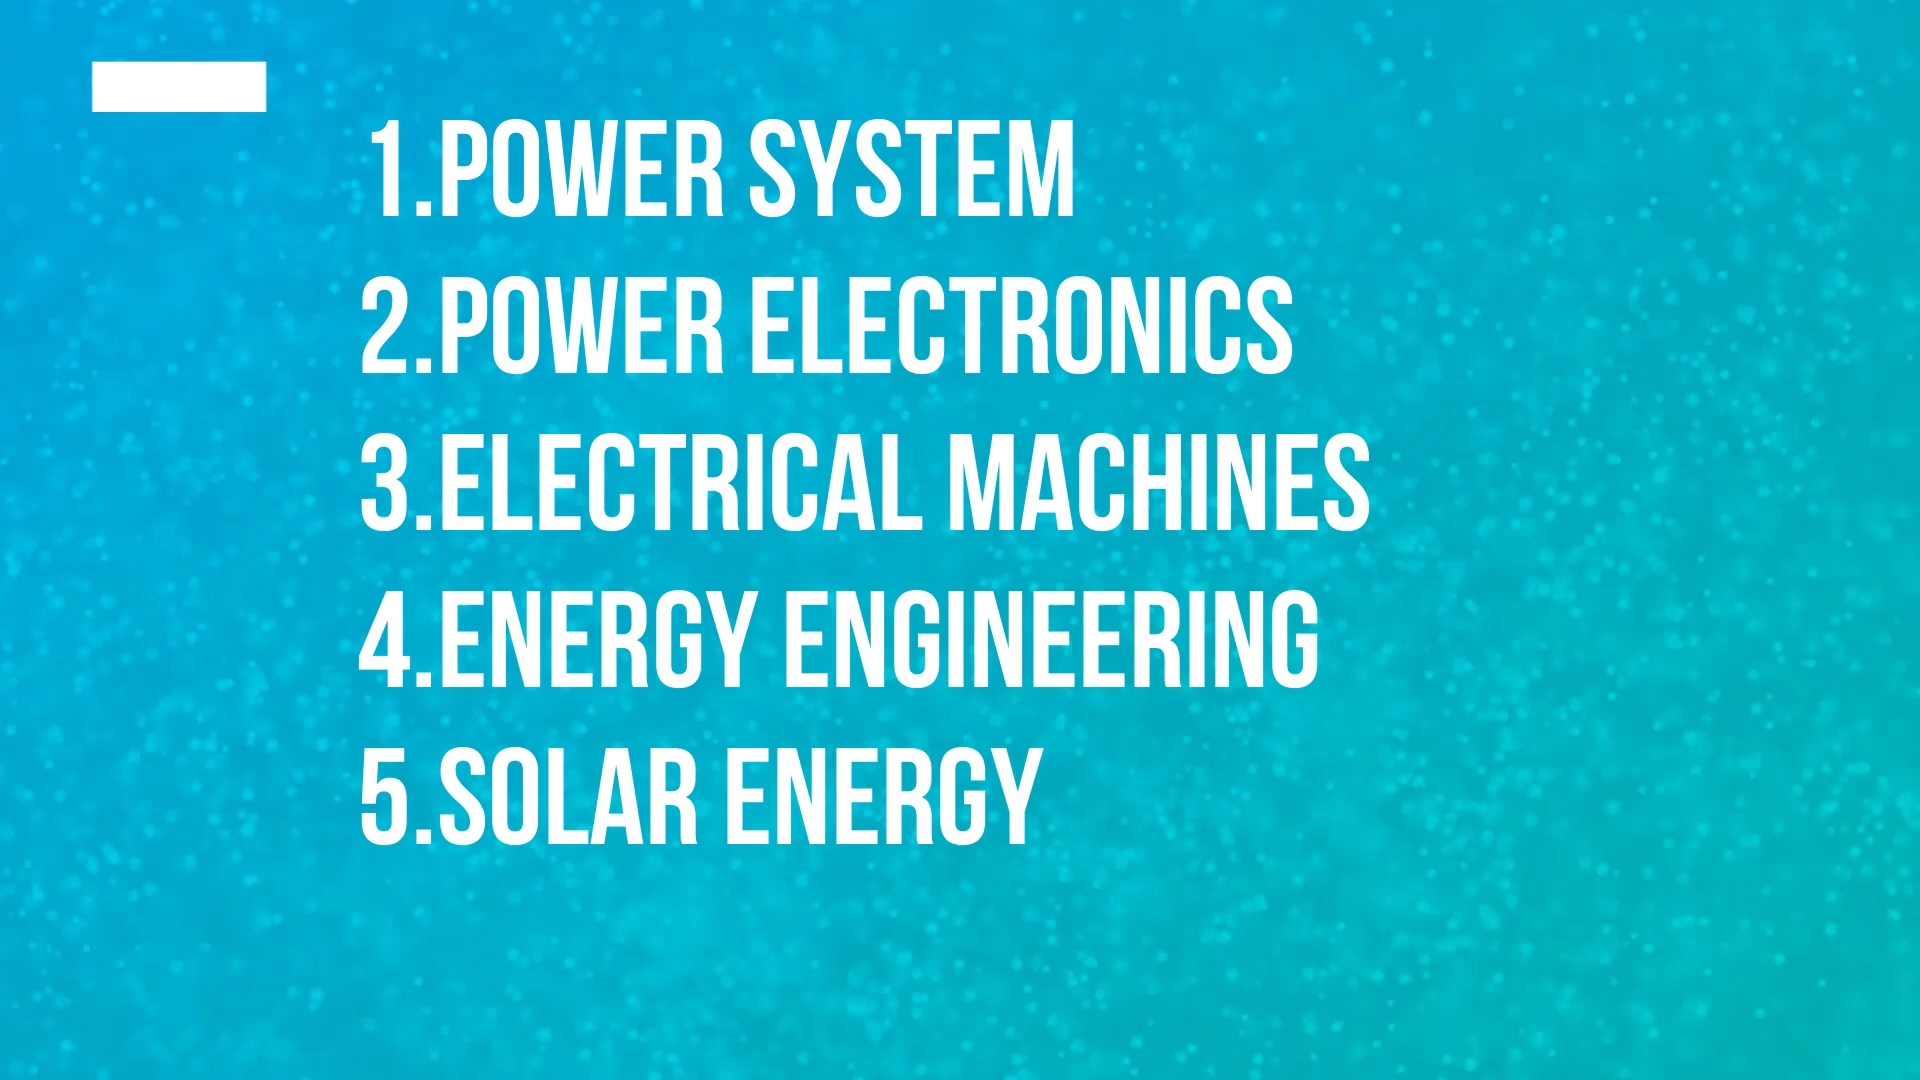 1.POWER SYSTEM
2.POWER ELECTRONICS
3.ELECTRICAL MACHINES
4.ENERGY ENGINEERING
5.SOLAR ENERGY